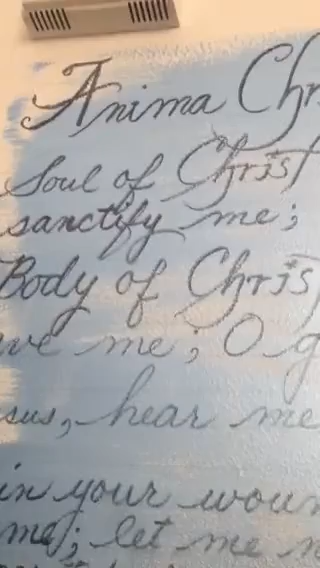 Anima Chr
Soul of Christ
sanctify me;
Body of Christ
ve me; O g
sus, hear me
in your woun
me; let me n